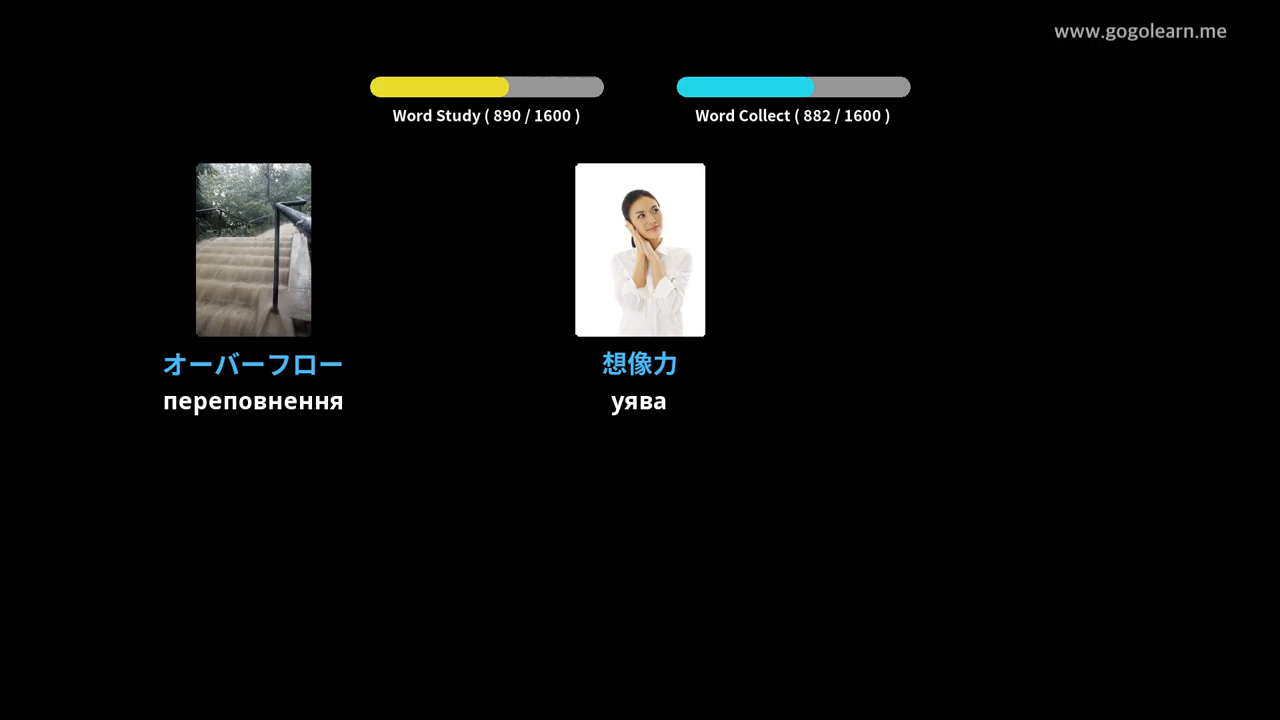 www.gogolearn.me
Word Study ( 890 / 1600 )
Word Collect ( 882 / 1600 )
オーバーフロー
переповнення
想像力
уява